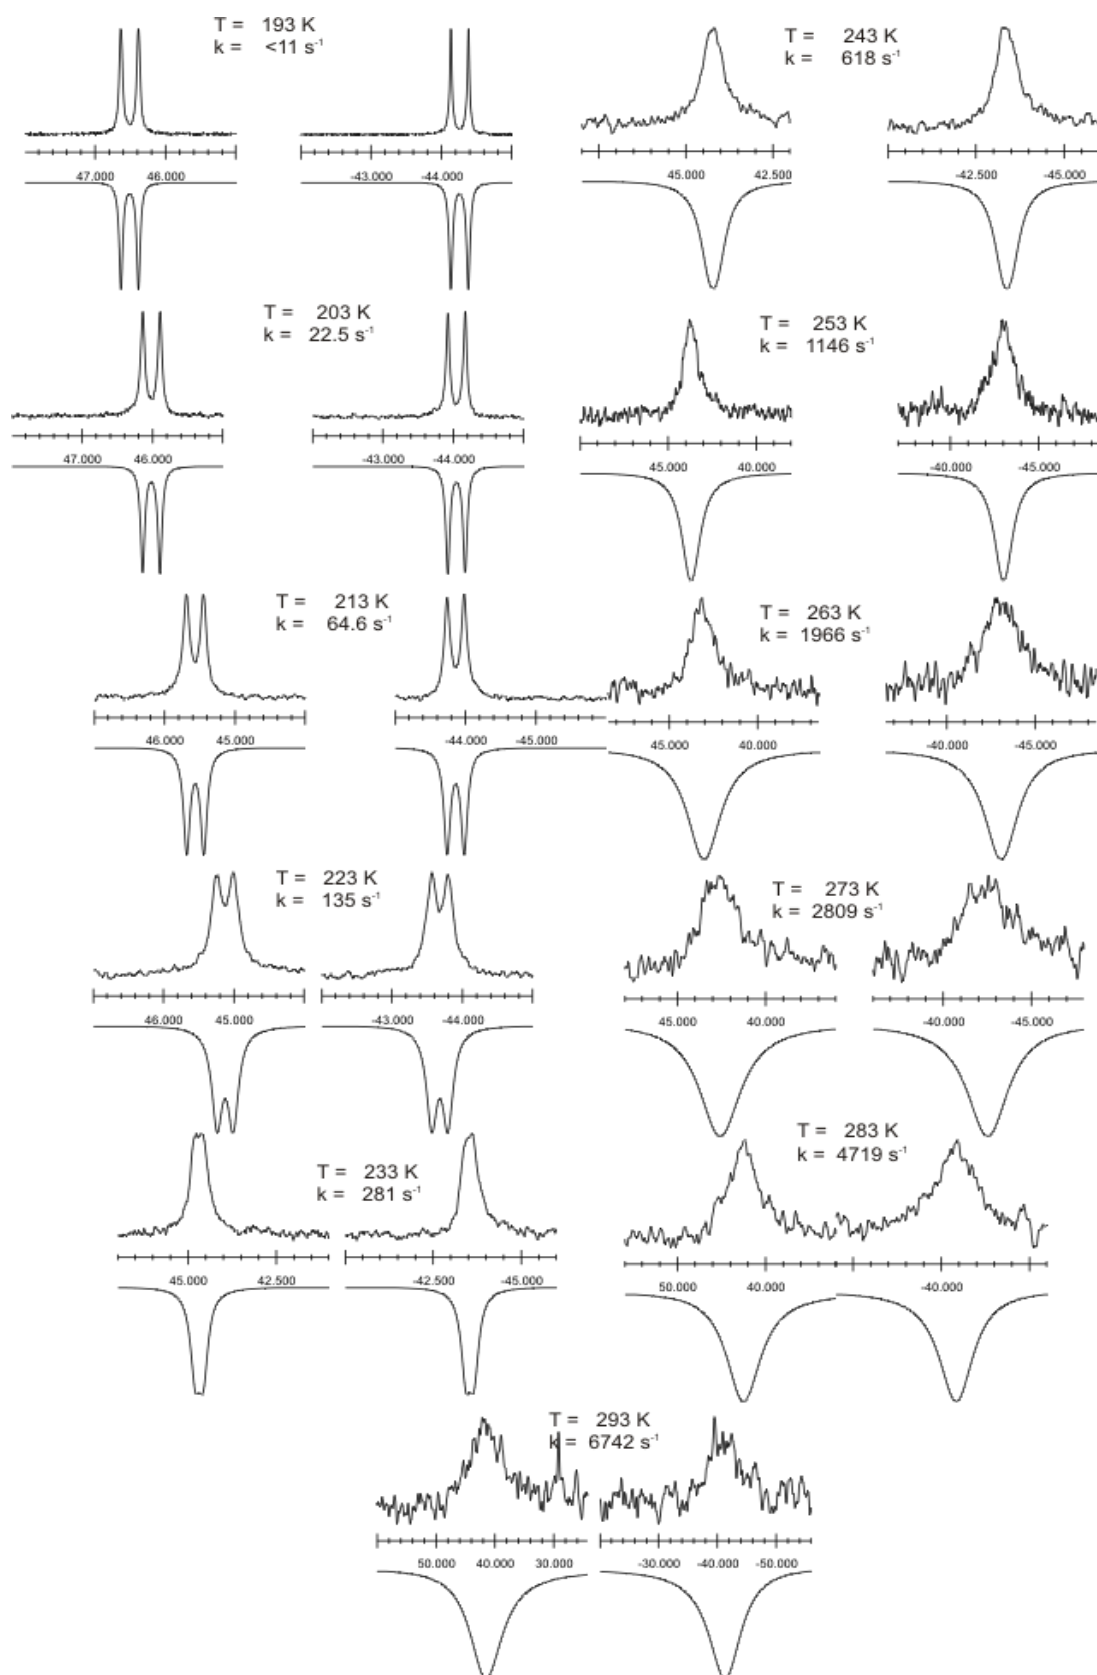 T = 193 K
k = <11 s⁻¹
47.000 46.000
-43.000 -44.000
T = 243 K
k = 618 s⁻¹
45.000 42.500
-42.500 -45.000
T = 203 K
k = 22.5 s⁻¹
47.000 46.000
-43.000 -44.000
T = 253 K
k = 1146 s⁻¹
45.000 40.000
-40.000 -45.000
T = 213 K
k = 64.6 s⁻¹
46.000 45.000
-44.000 -45.000
T = 263 K
k = 1966 s⁻¹
45.000 40.000
-40.000 -45.000
T = 223 K
k = 135 s⁻¹
46.000 45.000
-43.000 -44.000
T = 273 K
k = 2809 s⁻¹
45.000 40.000
-40.000 -45.000
T = 233 K
k = 281 s⁻¹
45.000 42.500
-42.500 -45.000
T = 283 K
k = 4719 s⁻¹
50.000 40.000
-40.000
T = 293 K
k = 6742 s⁻¹
50.000 40.000 30.000
-30.000 -40.000 -50.000